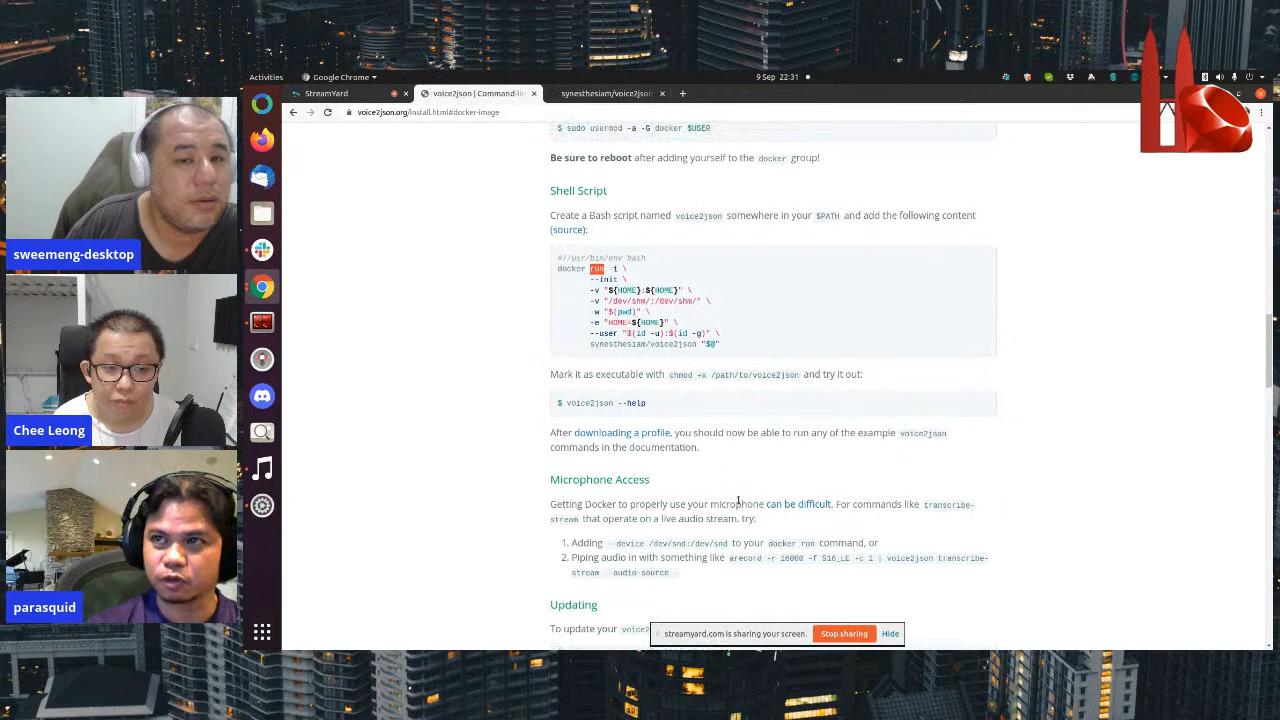 Activities
Google Chrome
9 Sep 22:31
StreamYard
voice2json | Command-lin
synesthesiam/voice2json
voice2json.org/install.html#docker-image
$ sudo usermod -a -G docker $USER
Be sure to reboot after adding yourself to the docker group!
Shell Script
Create a Bash script named voice2json somewhere in your $PATH and add the following content
(source):
#!/usr/bin/env bash
docker run -i \
--init \
-v "${HOME}:${HOME}" \
-v "/dev/shm/:/dev/shm/" \
-w "$(pwd)" \
-e "HOME=${HOME}" \
--user "$(id -u):$(id -g)" \
synesthesiam/voice2json "$@"
Mark it as executable with chmod +x /path/to/voice2json and try it out:
$ voice2json --help
After downloading a profile, you should now be able to run any of the example voice2json
commands in the documentation.
Microphone Access
Getting Docker to properly use your microphone can be difficult. For commands like transcribe-
stream that operate on a live audio stream, try:
1. Adding --device /dev/snd:/dev/snd to your docker run command, or
2. Piping audio in with something like arecord -r 16000 -f S16_LE -c 1 | voice2json transcribe-
stream --audio-source -
Updating
To update your voice2
streamyard.com is sharing your screen.
Stop sharing
Hide
sweemeng-desktop
Chee Leong
parasquid